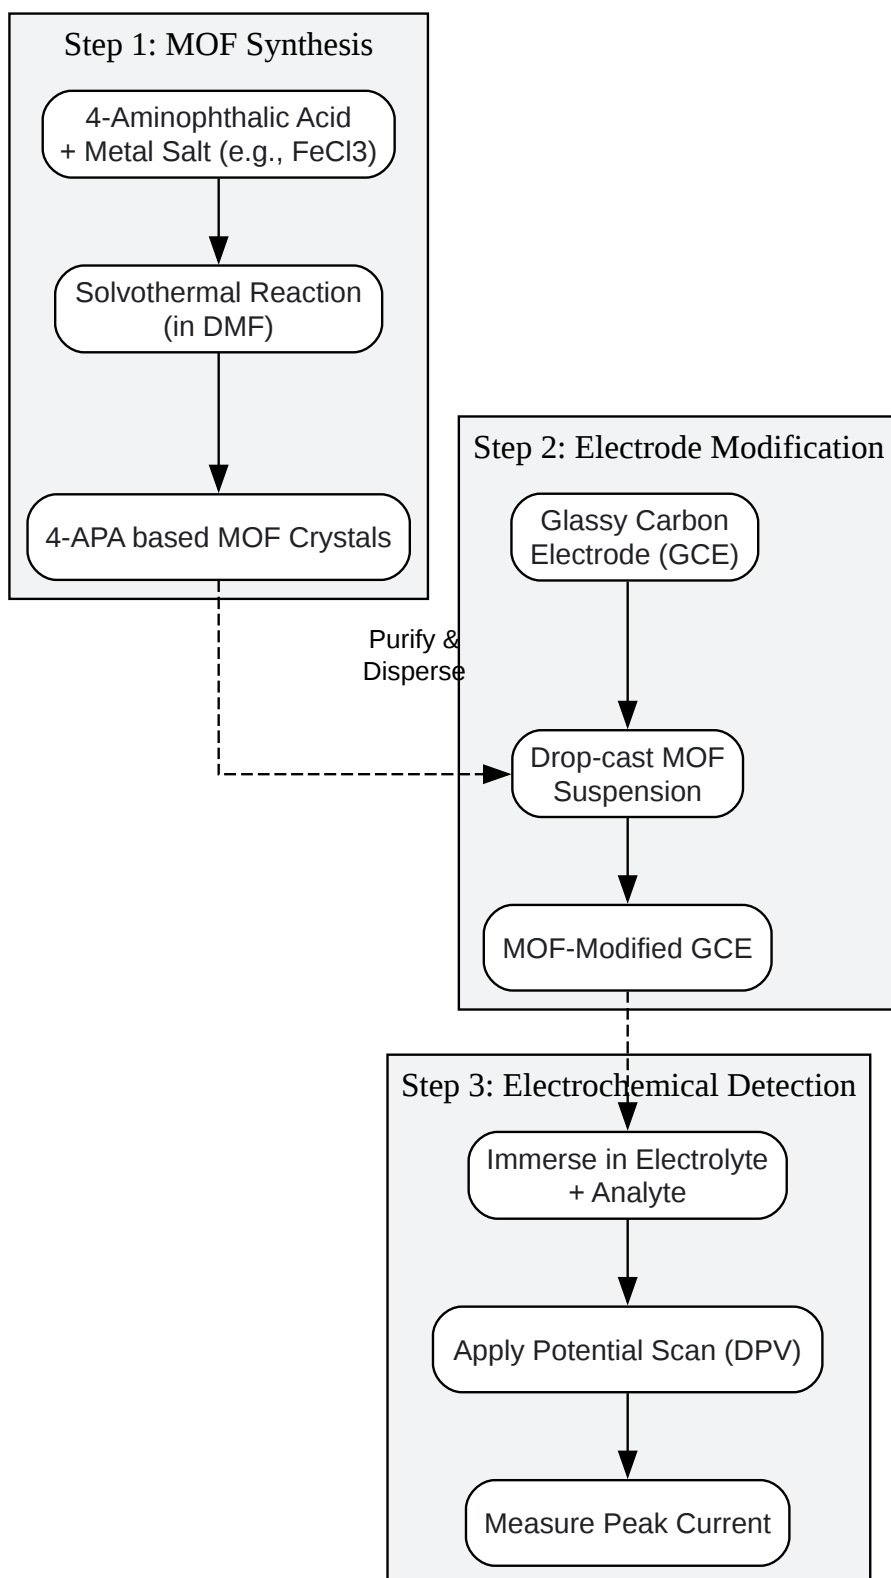 Step 1: MOF Synthesis
4-Aminophthalic Acid
+ Metal Salt (e.g., FeCl3)
Solvothermal Reaction
(in DMF)
4-APA based MOF Crystals
Purify &
Disperse
Step 2: Electrode Modification
Glassy Carbon
Electrode (GCE)
Drop-cast MOF
Suspension
MOF-Modified GCE
Step 3: Electrochemical Detection
Immerse in Electrolyte
+ Analyte
Apply Potential Scan (DPV)
Measure Peak Current